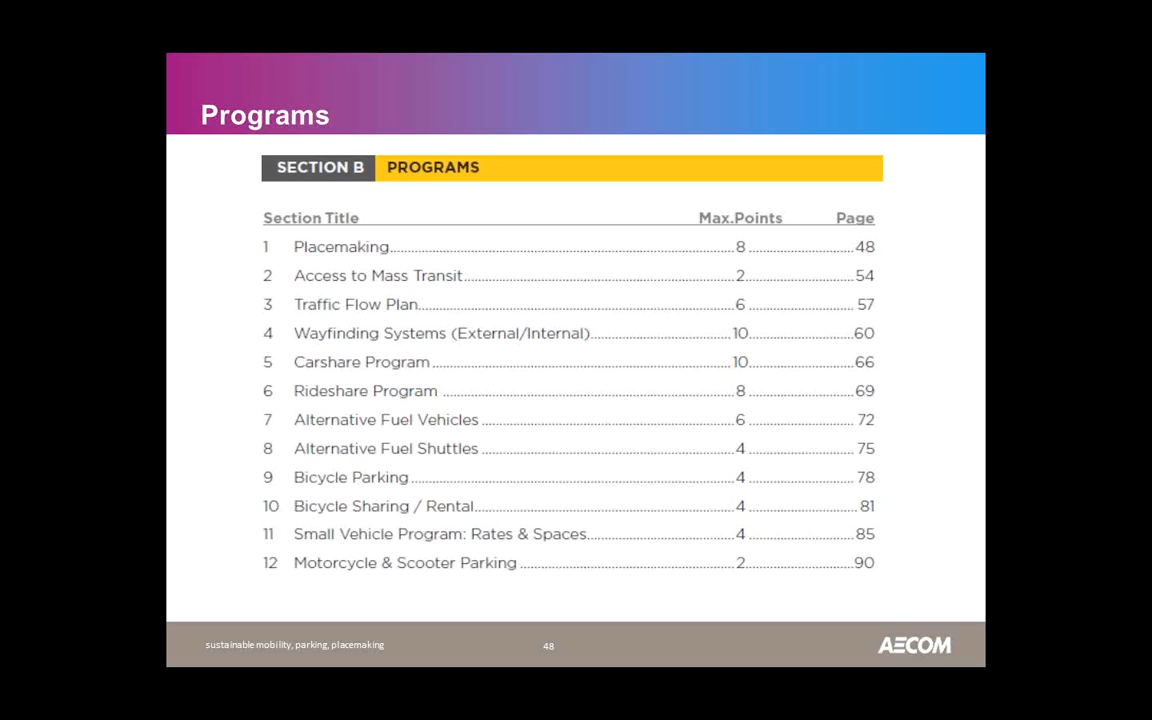 Programs
SECTION B PROGRAMS
Section Title Max.Points Page
1 Placemaking 8 48
2 Access to Mass Transit 2 54
3 Traffic Flow Plan 6 57
4 Wayfinding Systems (External/Internal) 10 60
5 Carshare Program 10 66
6 Rideshare Program 8 69
7 Alternative Fuel Vehicles 6 72
8 Alternative Fuel Shuttles 4 75
9 Bicycle Parking 4 78
10 Bicycle Sharing / Rental 4 81
11 Small Vehicle Program: Rates & Spaces 4 85
12 Motorcycle & Scooter Parking 2 90
sustainable mobility, parking, placemaking 48 AECOM